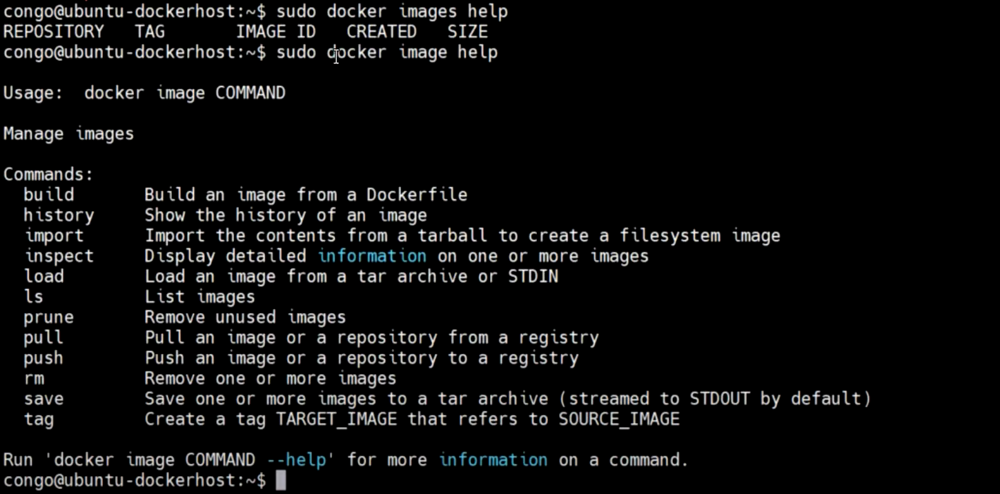 congo@ubuntu-dockerhost:~$ sudo docker images help
REPOSITORY   TAG       IMAGE ID   CREATED   SIZE
congo@ubuntu-dockerhost:~$ sudo docker image help
Usage:  docker image COMMAND
Manage images
Commands:
  build       Build an image from a Dockerfile
  history     Show the history of an image
  import      Import the contents from a tarball to create a filesystem image
  inspect     Display detailed information on one or more images
  load        Load an image from a tar archive or STDIN
  ls          List images
  prune       Remove unused images
  pull        Pull an image or a repository from a registry
  push        Push an image or a repository to a registry
  rm          Remove one or more images
  save        Save one or more images to a tar archive (streamed to STDOUT by default)
  tag         Create a tag TARGET_IMAGE that refers to SOURCE_IMAGE
Run 'docker image COMMAND --help' for more information on a command.
congo@ubuntu-dockerhost:~$